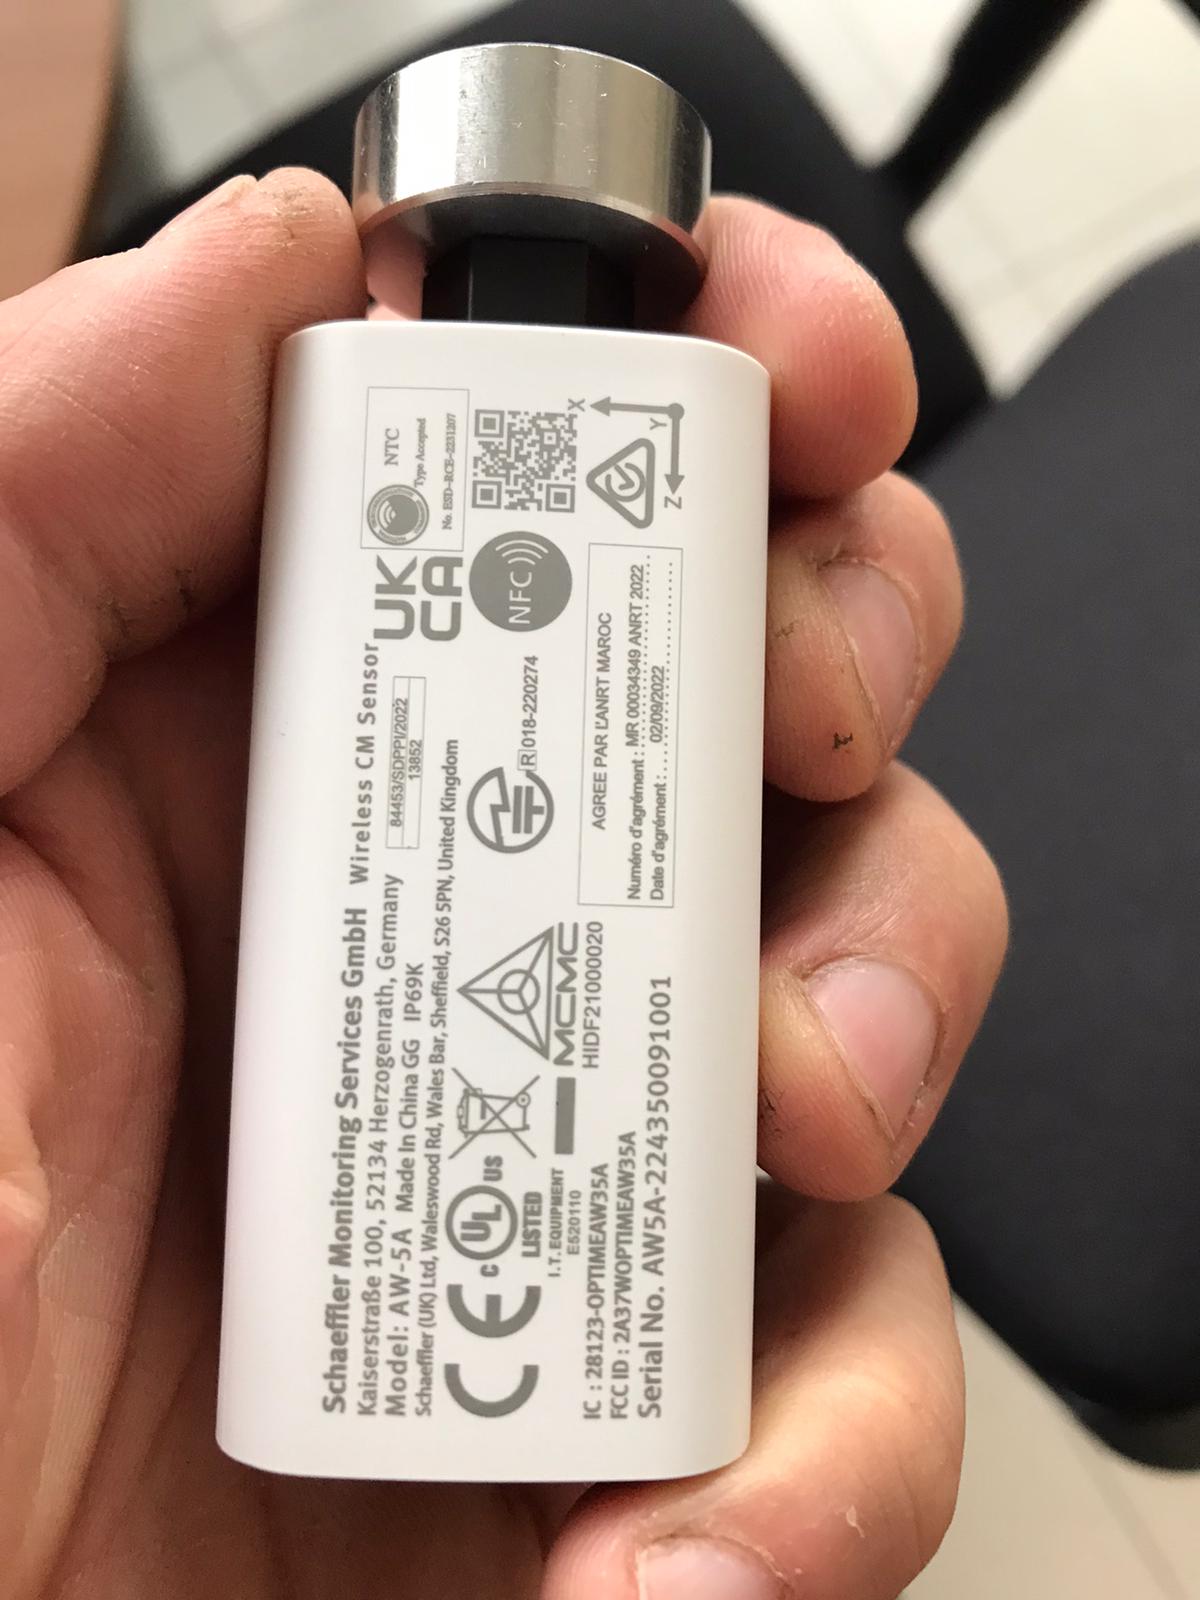 Schaeffler Monitoring Services GmbH Wireless CM Sensor
Kaiserstraße 100, 52134 Herzogenrath, Germany
Model: AW-5A Made In China GG IP69K
Schaeffler (UK) Ltd, Waleswood Rd, Wales Bar, Sheffield, S26 5PN, United Kingdom
84453/SDPPI/2022
13852
UK
CA
NTC
Type Accepted
No. ESD-RCE-2231207
CE
c UL US
LISTED
I.T. EQUIPMENT
E520110
MCMC
HIDF21000020
R 018-220274
NFC
X
Y
Z
AGREE PAR L'ANRT MAROC
Numéro d'agrément : MR 00034349 ANRT 2022
Date d'agrément : 02/09/2022
IC : 28123-OPTIMEAW35A
FCC ID : 2A37WOPTIMEAW35A
Serial No. AW5A-224350091001